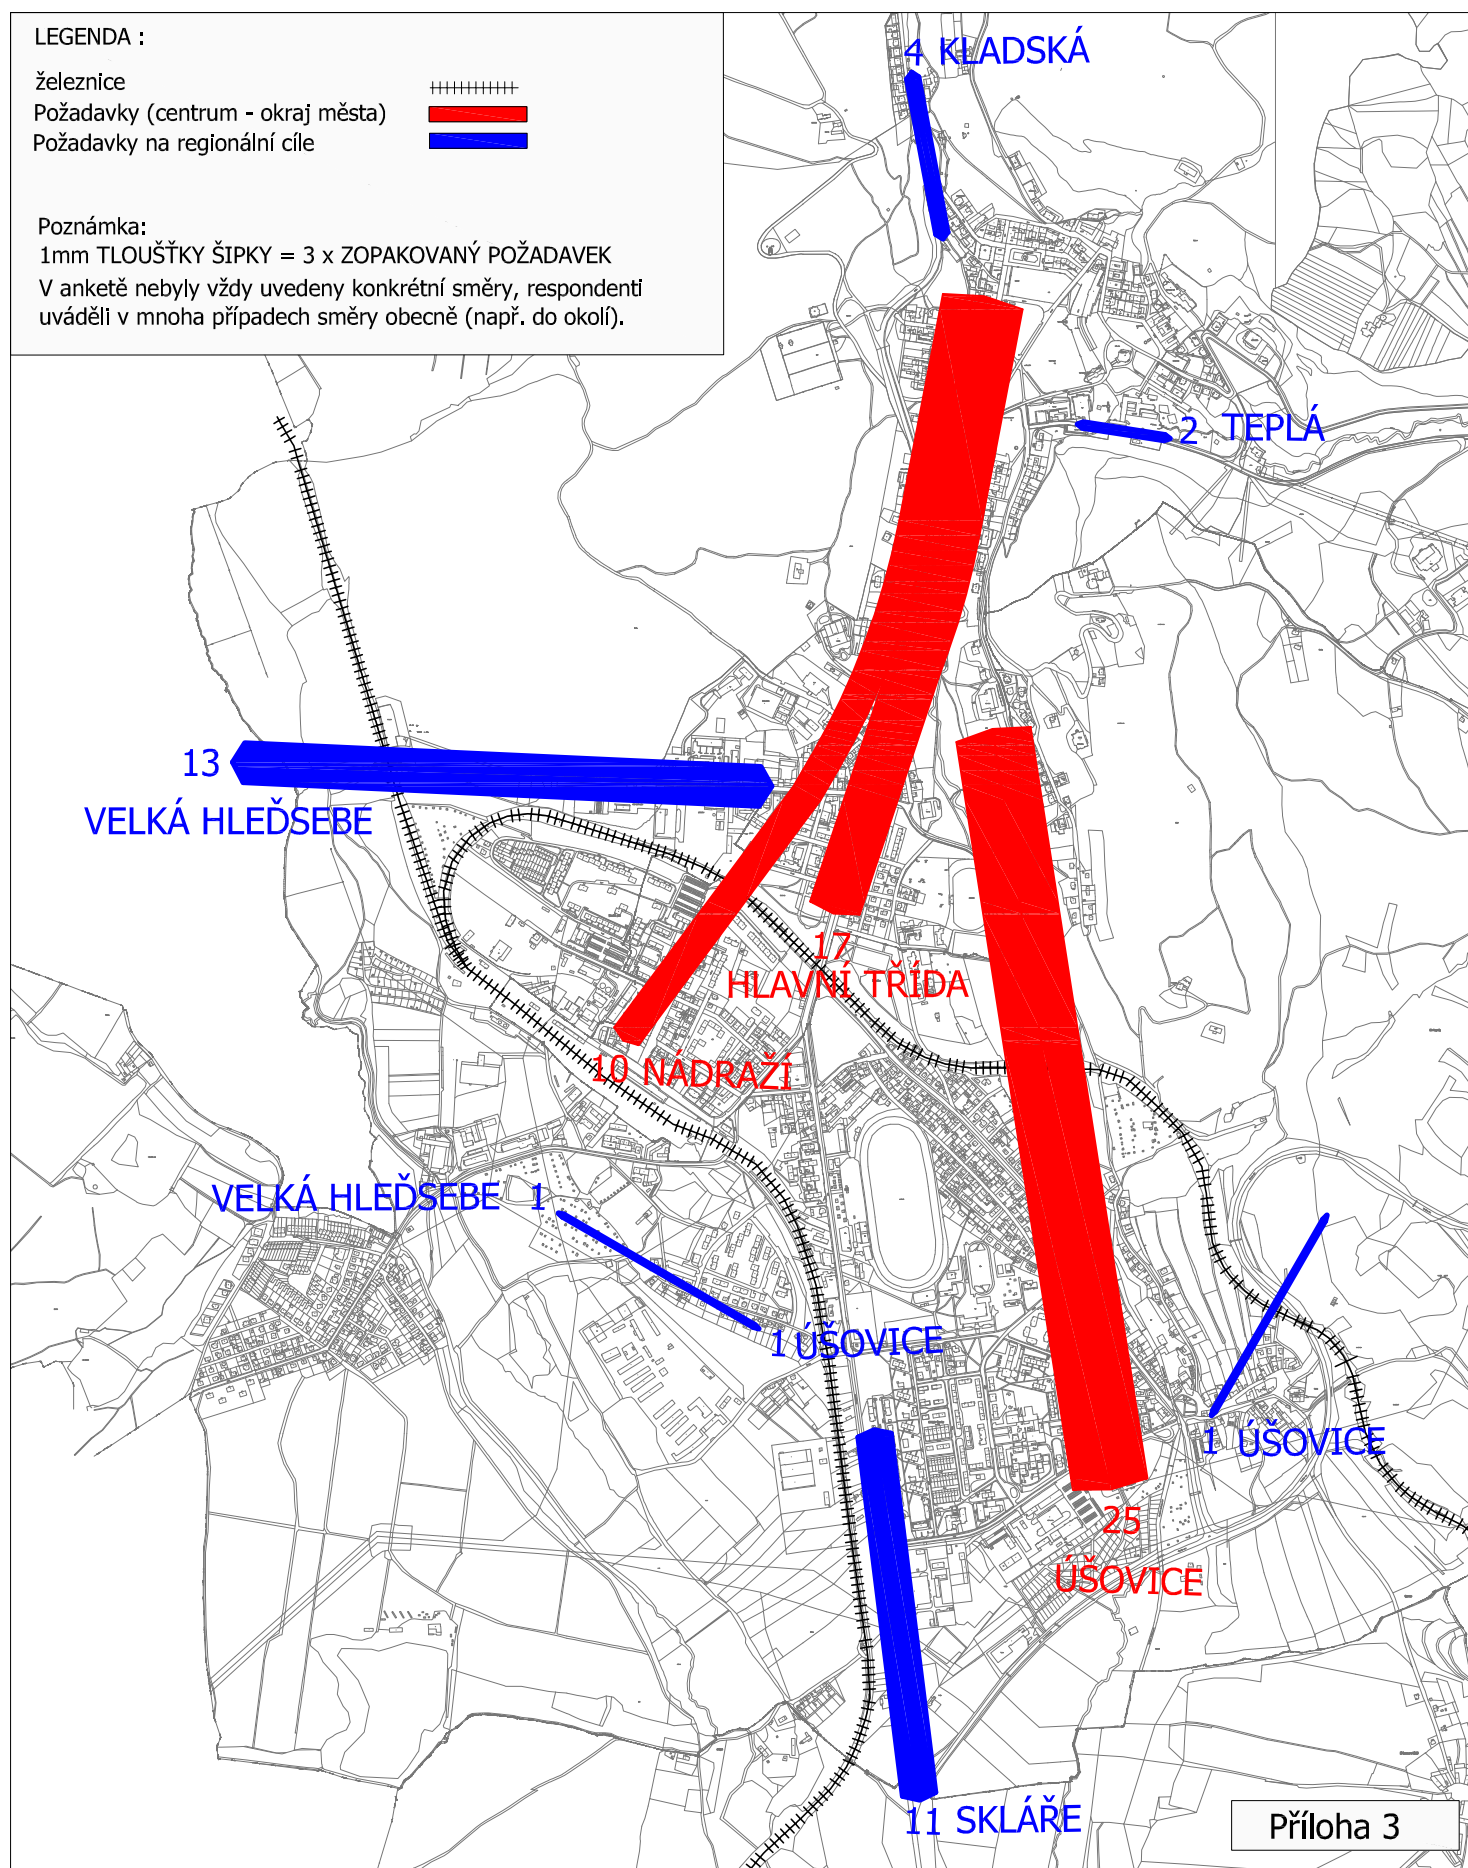 LEGENDA :
železnice
Požadavky (centrum - okraj města)
Požadavky na regionální cíle
Poznámka:
1mm TLOUŠŤKY ŠIPKY = 3 x ZOPAKOVANÝ POŽADAVEK
V anketě nebyly vždy uvedeny konkrétní směry, respondenti
uváděli v mnoha případech směry obecně (např. do okolí).
4 KLADSKÁ
2 TEPLÁ
13
VELKÁ HLEĎSEBE
17
HLAVNÍ TŘÍDA
10 NÁDRAŽÍ
VELKÁ HLEĎSEBE 1
1 ÚŠOVICE
1 ÚŠOVICE
25
ÚŠOVICE
11 SKLÁŘE
Příloha 3